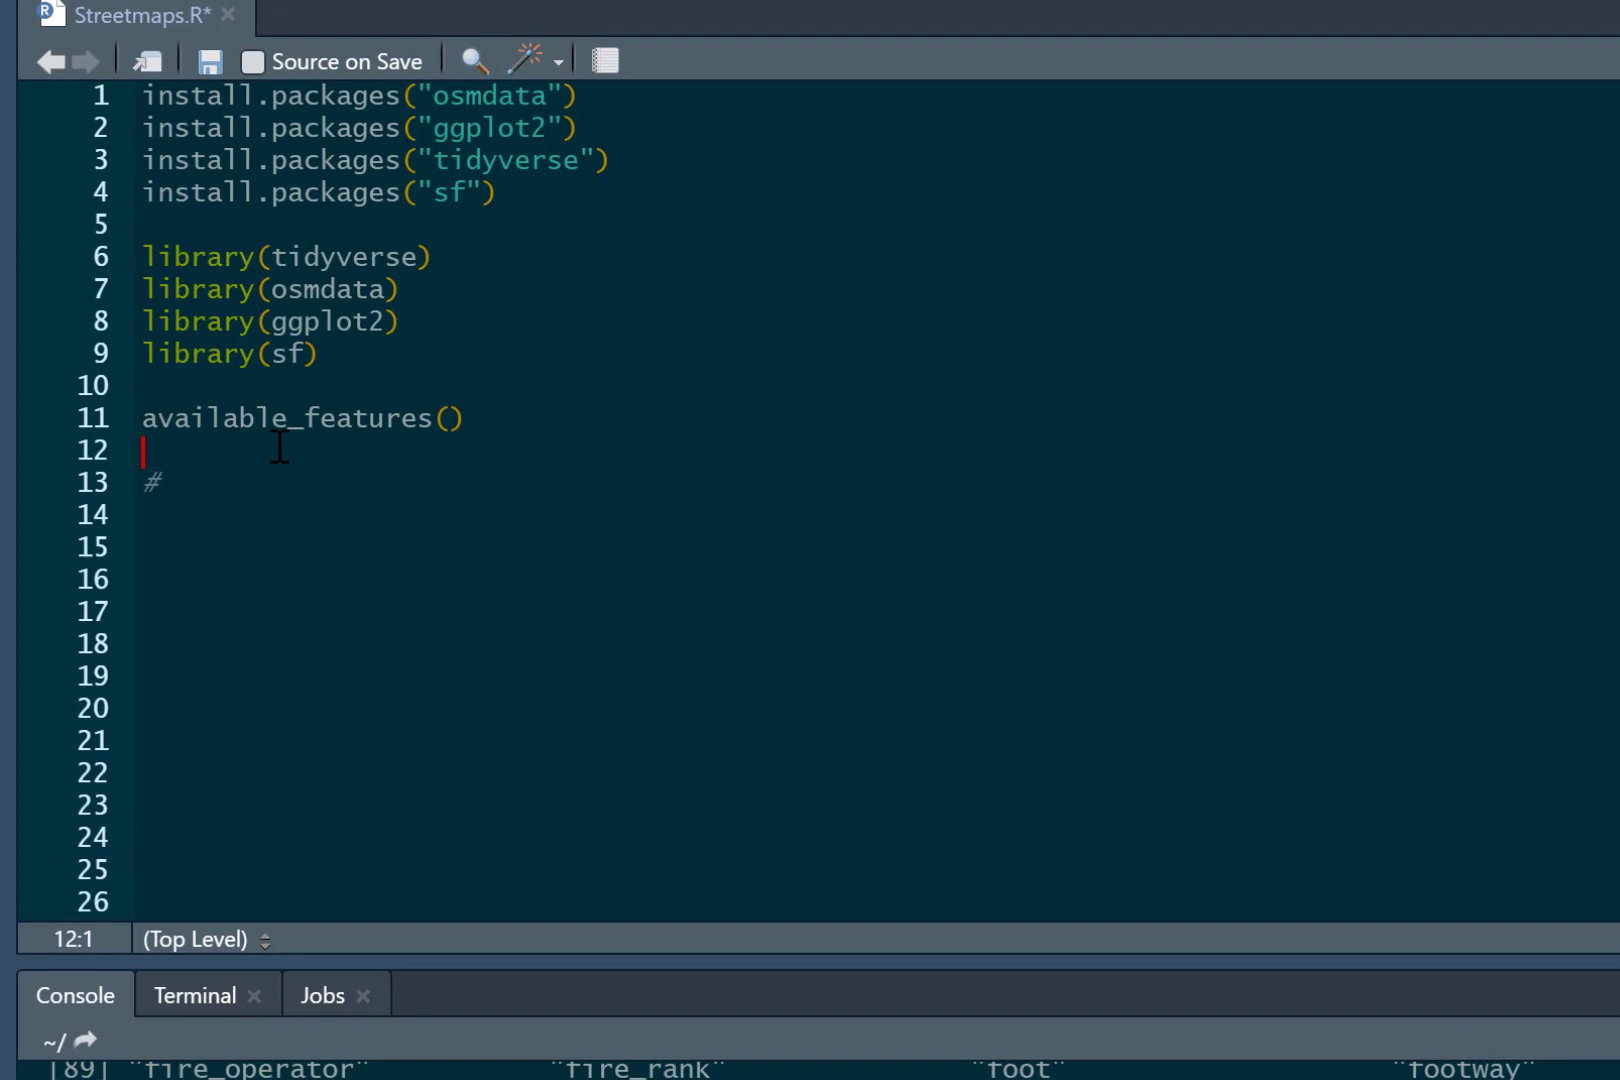 Streetmaps.R*
Source on Save
1 install.packages("osmdata")
2 install.packages("ggplot2")
3 install.packages("tidyverse")
4 install.packages("sf")
5
6 library(tidyverse)
7 library(osmdata)
8 library(ggplot2)
9 library(sf)
10
11 available_features()
12
13 #
14
15
16
17
18
19
20
21
22
23
24
25
26
12:1 (Top Level)
Console Terminal Jobs
~/
[89] "fire_operator" "fire_rank" "foot" "footway"